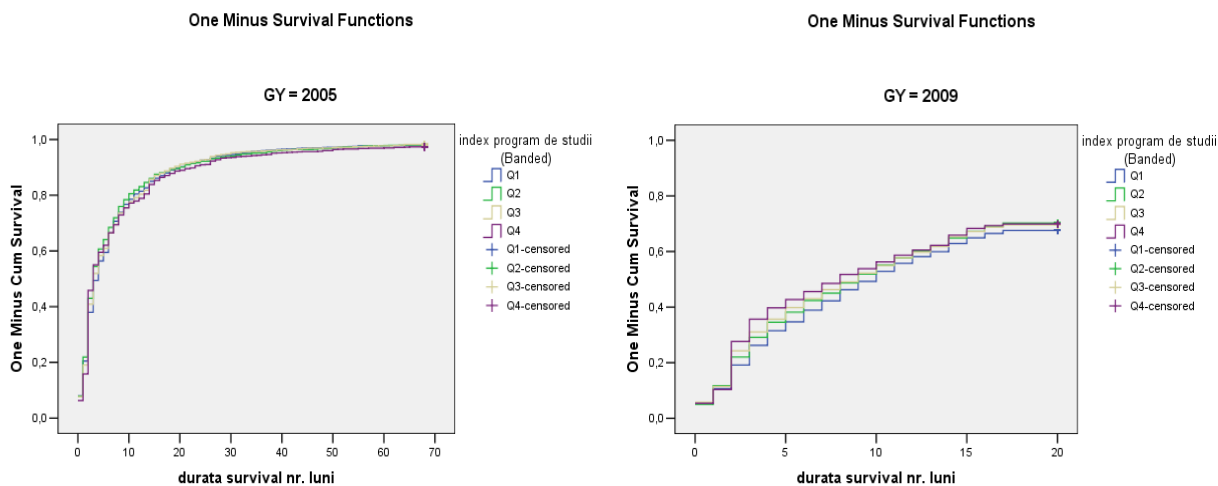 One Minus Survival Functions
GY = 2005
One Minus Cum Survival
1,0
0,8
0,6
0,4
0,2
0,0
0 10 20 30 40 50 60 70
durata survival nr. luni
index program de studii
(Banded)
Q1
Q2
Q3
Q4
Q1-censored
Q2-censored
Q3-censored
Q4-censored
One Minus Survival Functions
GY = 2009
One Minus Cum Survival
1,0
0,8
0,6
0,4
0,2
0,0
0 5 10 15 20
durata survival nr. luni
index program de studii
(Banded)
Q1
Q2
Q3
Q4
Q1-censored
Q2-censored
Q3-censored
Q4-censored